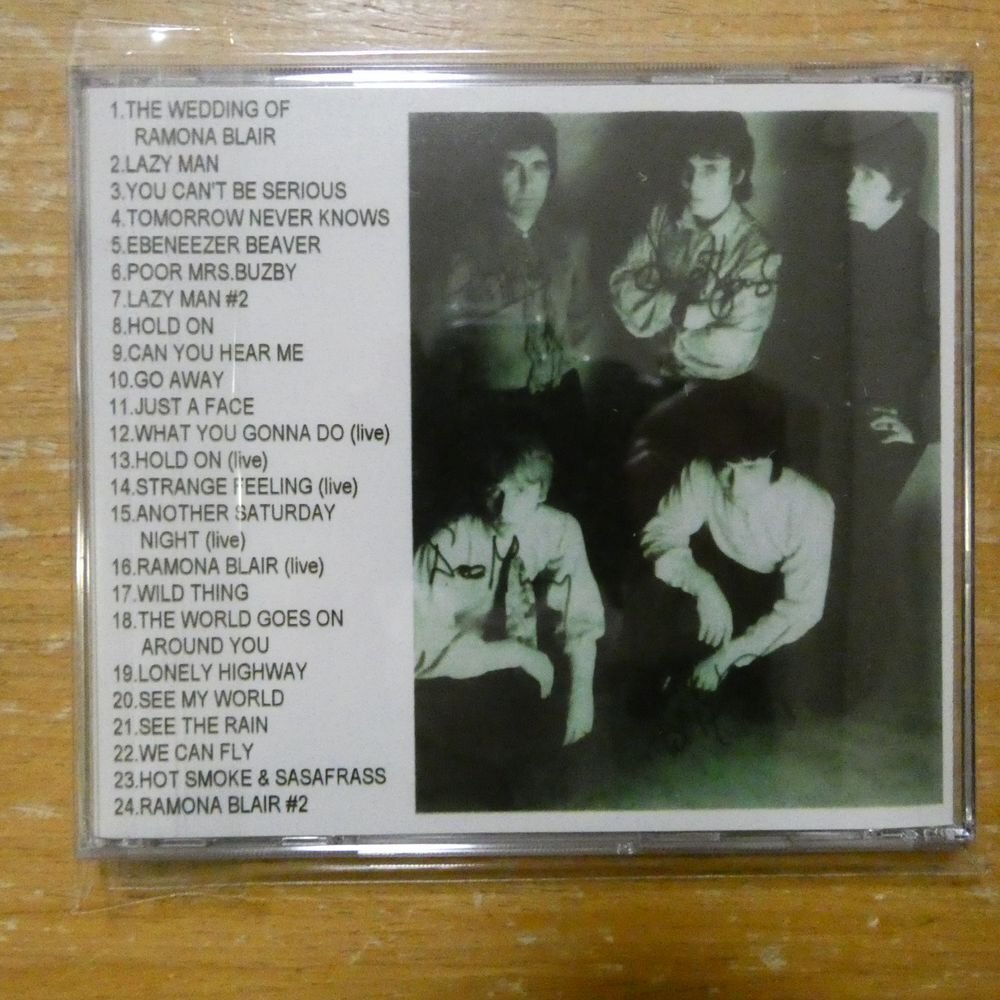 1.THE WEDDING OF
RAMONA BLAIR
2.LAZY MAN
3.YOU CAN'T BE SERIOUS
4.TOMORROW NEVER KNOWS
5.EBENEEZER BEAVER
6.POOR MRS.BUZBY
7.LAZY MAN #2
8.HOLD ON
9.CAN YOU HEAR ME
10.GO AWAY
11.JUST A FACE
12.WHAT YOU GONNA DO (live)
13.HOLD ON (live)
14.STRANGE FEELING (live)
15.ANOTHER SATURDAY
NIGHT (live)
16.RAMONA BLAIR (live)
17.WILD THING
18.THE WORLD GOES ON
AROUND YOU
19.LONELY HIGHWAY
20.SEE MY WORLD
21.SEE THE RAIN
22.WE CAN FLY
23.HOT SMOKE & SASAFRASS
24.RAMONA BLAIR #2